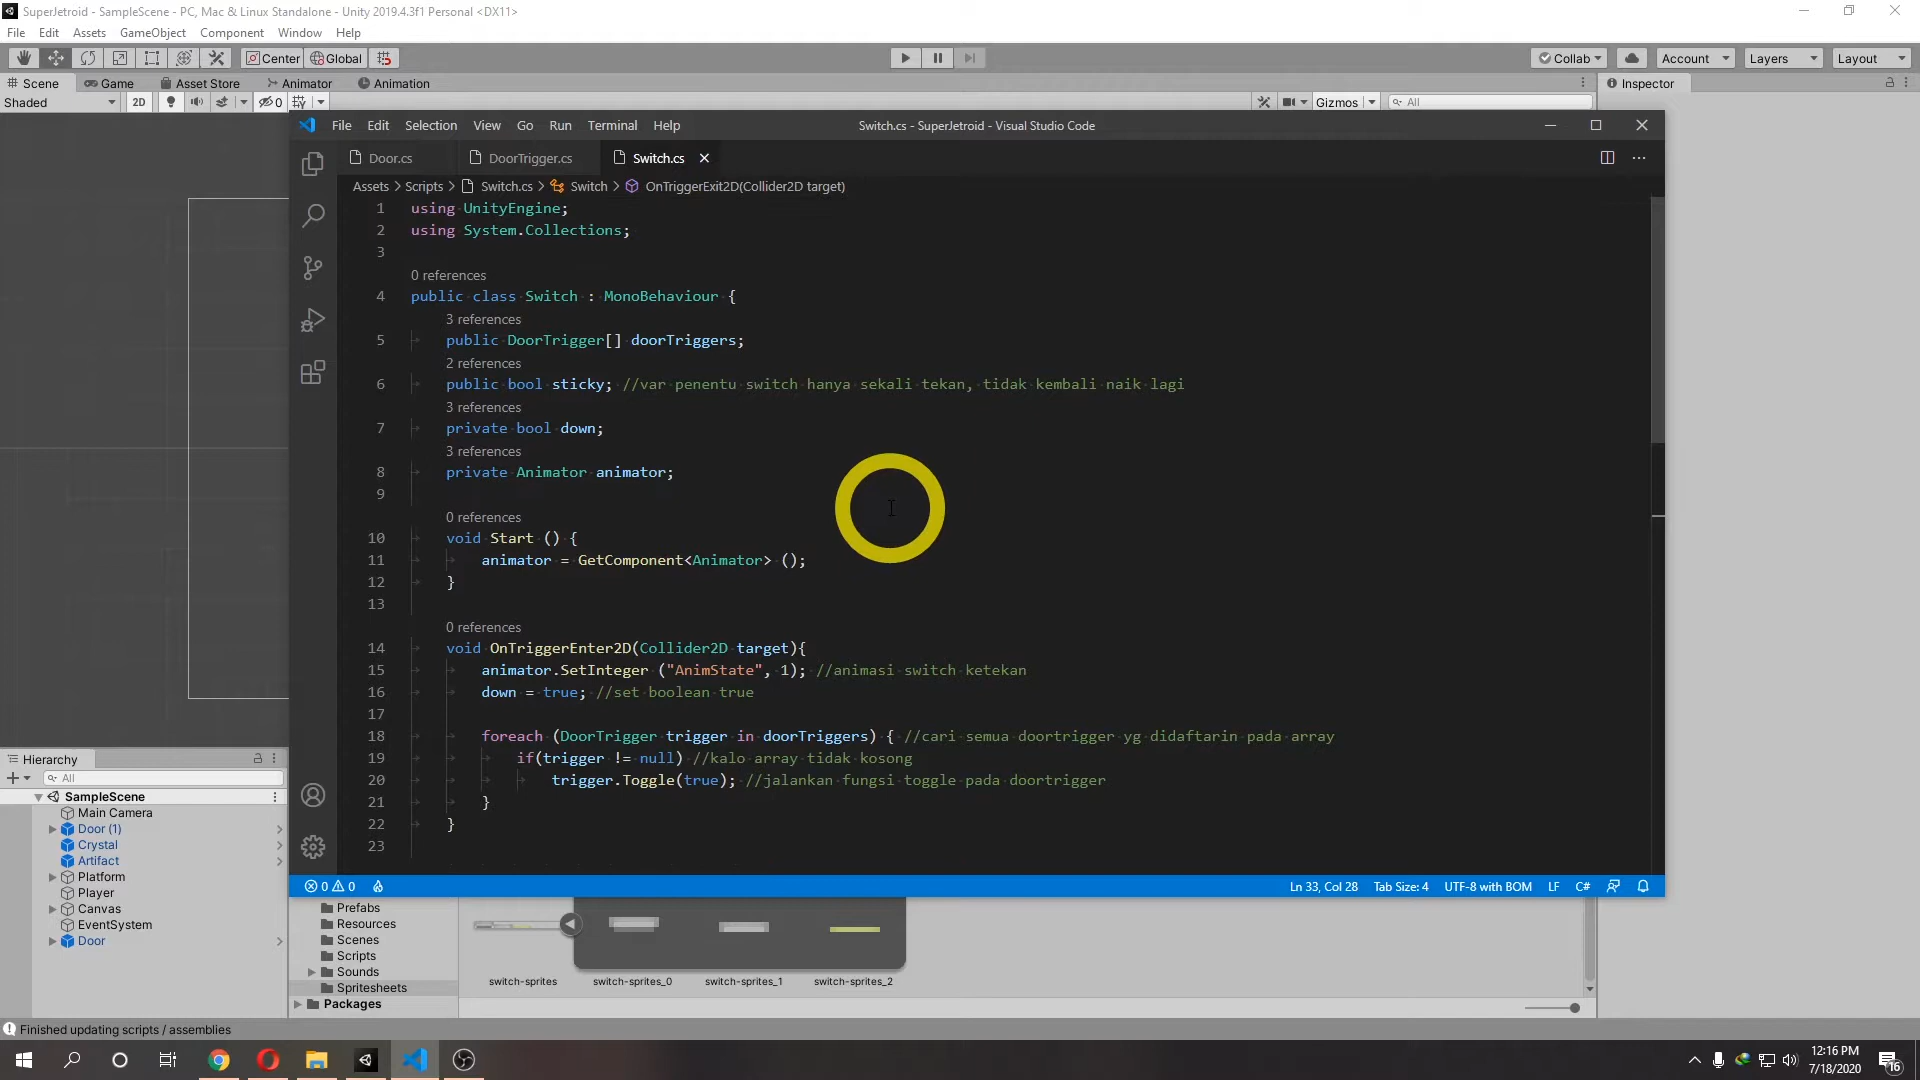 SuperJetroid - SampleScene - PC, Mac & Linux Standalone - Unity 2019.4.3f1 Personal <DX11>
File Edit Assets GameObject Component Window Help
Center Global Collab Account Layers Layout
Scene Game Asset Store Animator Animation Inspector
Shaded 2D 0 Gizmos All
File Edit Selection View Go Run Terminal Help Switch.cs - SuperJetroid - Visual Studio Code
Door.cs DoorTrigger.cs Switch.cs
Assets > Scripts > Switch.cs > Switch > OnTriggerExit2D(Collider2D target)
1 using UnityEngine;
2 using System.Collections;
3
0 references
4 public class Switch : MonoBehaviour {
3 references
5 public DoorTrigger[] doorTriggers;
2 references
6 public bool sticky; //var penentu switch hanya sekali tekan, tidak kembali naik lagi
3 references
7 private bool down;
3 references
8 private Animator animator;
9
0 references
10 void Start () {
11 animator = GetComponent<Animator> ();
12 }
13
0 references
14 void OnTriggerEnter2D(Collider2D target){
15 animator.SetInteger ("AnimState", 1); //animasi switch ketekan
16 down = true; //set boolean true
17
18 foreach (DoorTrigger trigger in doorTriggers) { //cari semua doortrigger yg didaftarin pada array
19 if(trigger != null) //kalo array tidak kosong
20 trigger.Toggle(true); //jalankan fungsi toggle pada doortrigger
21 }
22 }
23
0 0 Ln 33, Col 28 Tab Size: 4 UTF-8 with BOM LF C#
Hierarchy
All
SampleScene
Main Camera
Door (1)
Crystal
Artifact
Platform
Player
Canvas
EventSystem
Door
Prefabs
Resources
Scenes
Scripts
Sounds
Spritesheets
Packages
switch-sprites switch-sprites_0 switch-sprites_1 switch-sprites_2
Finished updating scripts / assemblies
12:16 PM
7/18/2020
16